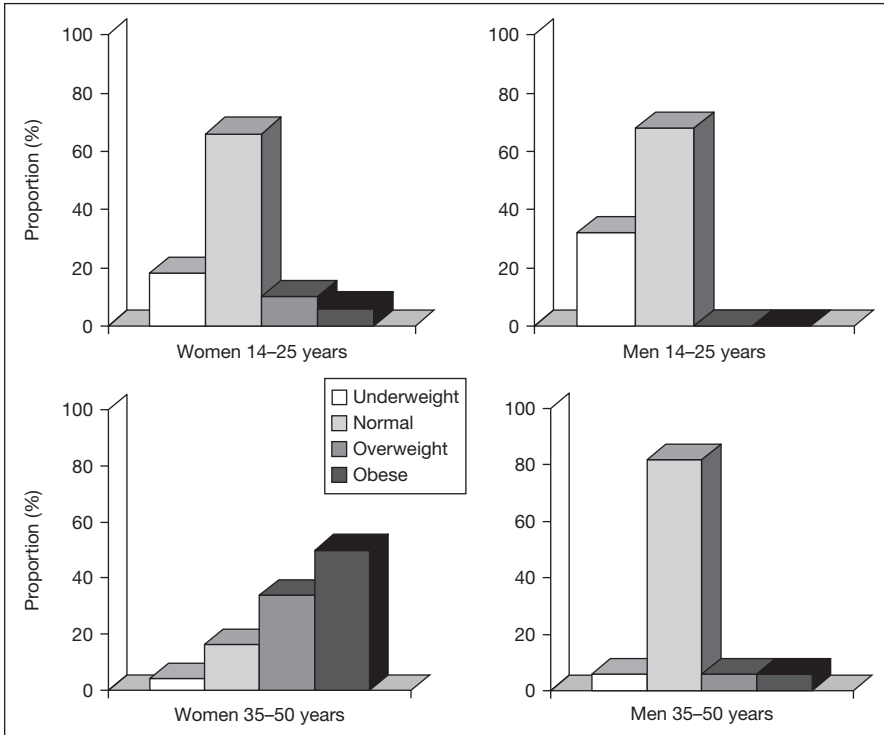 100
80
60
40
20
0
Proportion (%)
Women 14–25 years
100
80
60
40
20
0
Men 14–25 years
Underweight
Normal
Overweight
Obese
100
80
60
40
20
0
Proportion (%)
Women 35–50 years
100
80
60
40
20
0
Men 35–50 years